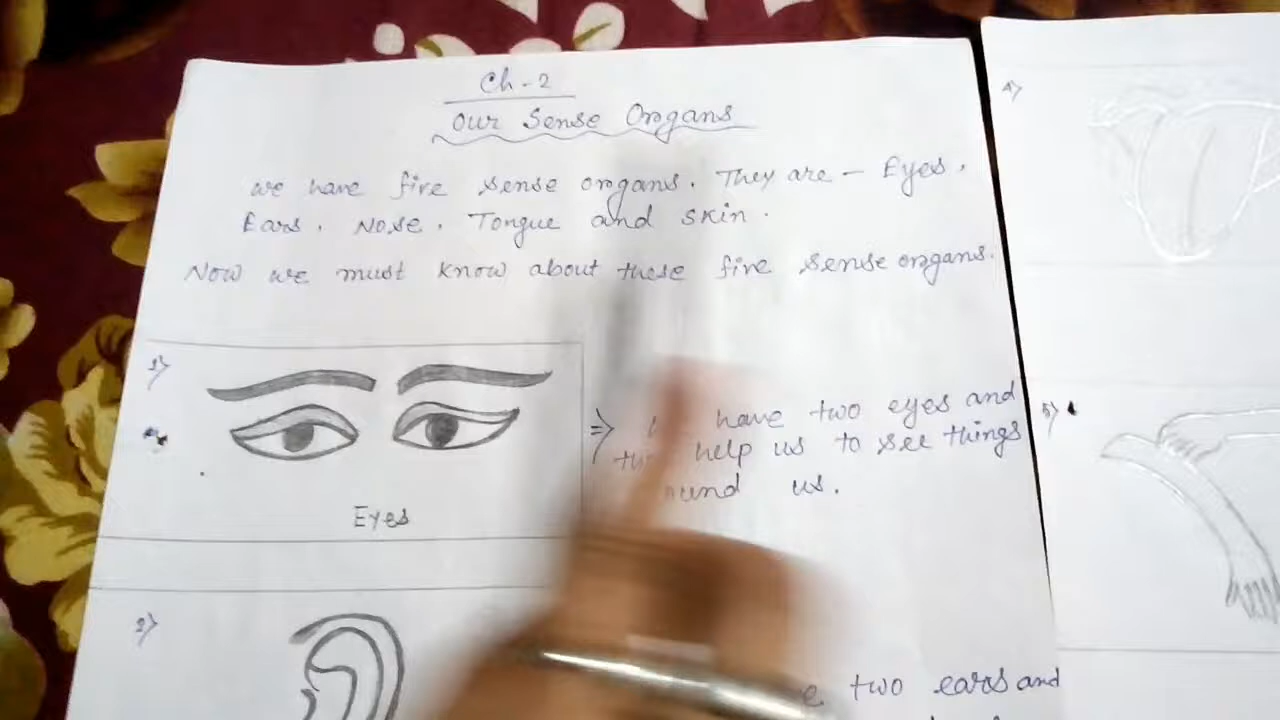 Ch-2
Our Sense Organs
We have five sense organs. They are - Eyes,
Ears, Nose, Tongue and skin.
Now we must know about these five sense organs.
1)
Eyes
=> have two eyes and
help us to see things
us.
2)
two ears and
4)
5)